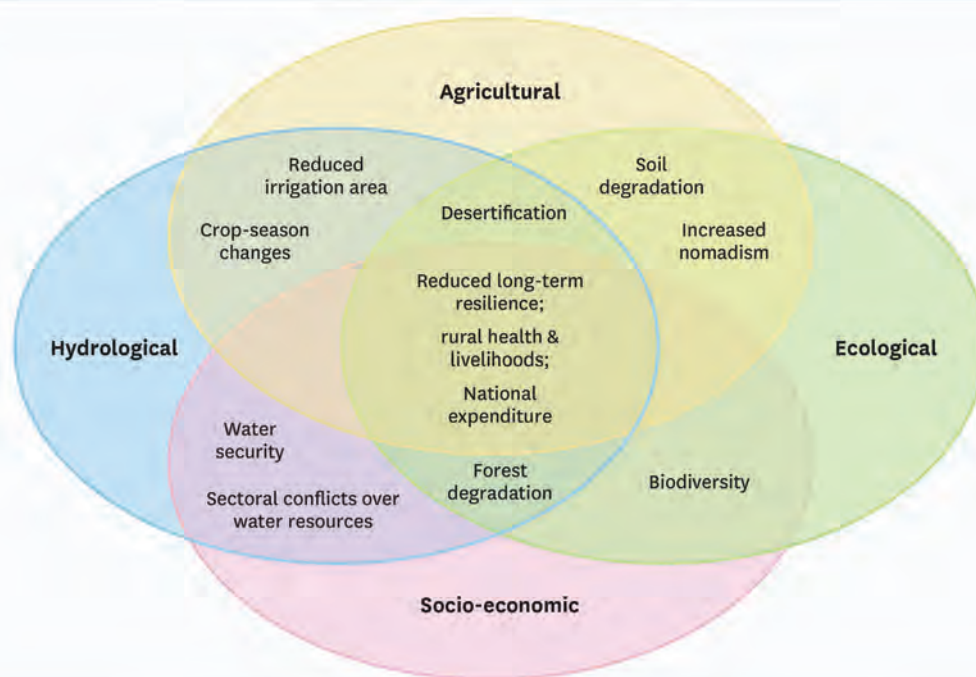 Agricultural
Reduced
irrigation area
Soil
degradation
Desertification
Crop-season
changes
Increased
nomadism
Reduced long-term
resilience;
rural health &
livelihoods;
National
expenditure
Hydrological
Ecological
Water
security
Sectoral conflicts over
water resources
Forest
degradation
Biodiversity
Socio-economic